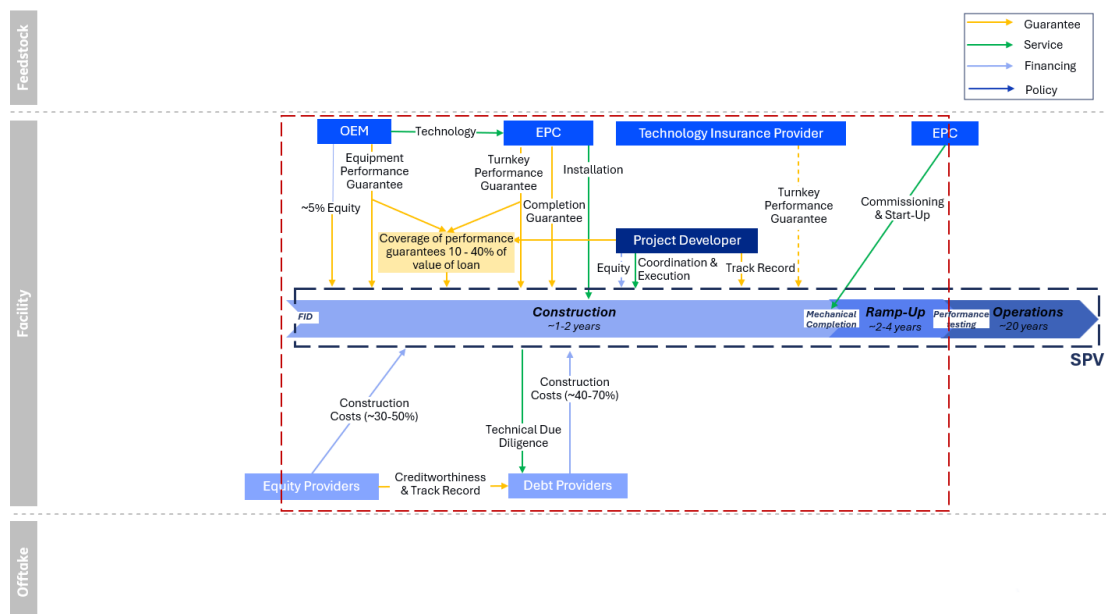 Feedstock
Guarantee
Service
Financing
Policy
Facility
OEM
Technology
EPC
Technology Insurance Provider
EPC
Equipment
Performance
Guarantee
Turnkey
Performance
Guarantee
Installation
~5% Equity
Completion
Guarantee
Turnkey
Performance
Guarantee
Commissioning
& Start-Up
Coverage of performance
guarantees 10 - 40% of
value of loan
Project Developer
Equity
Coordination &
Execution
Track Record
FID
Construction
~1-2 years
Mechanical
Completion
Ramp-Up
~2-4 years
Performance
testing
Operations
~20 years
SPV
Construction
Costs (~30-50%)
Construction
Costs (~40-70%)
Technical Due
Diligence
Equity Providers
Creditworthiness
& Track Record
Debt Providers
Offtake